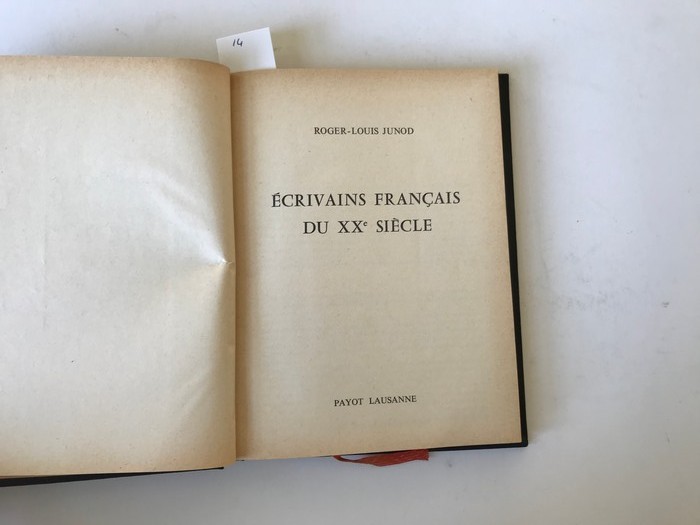 14
ROGER-LOUIS JUNOD
ÉCRIVAINS FRANÇAIS
DU XXe SIÈCLE
PAYOT LAUSANNE